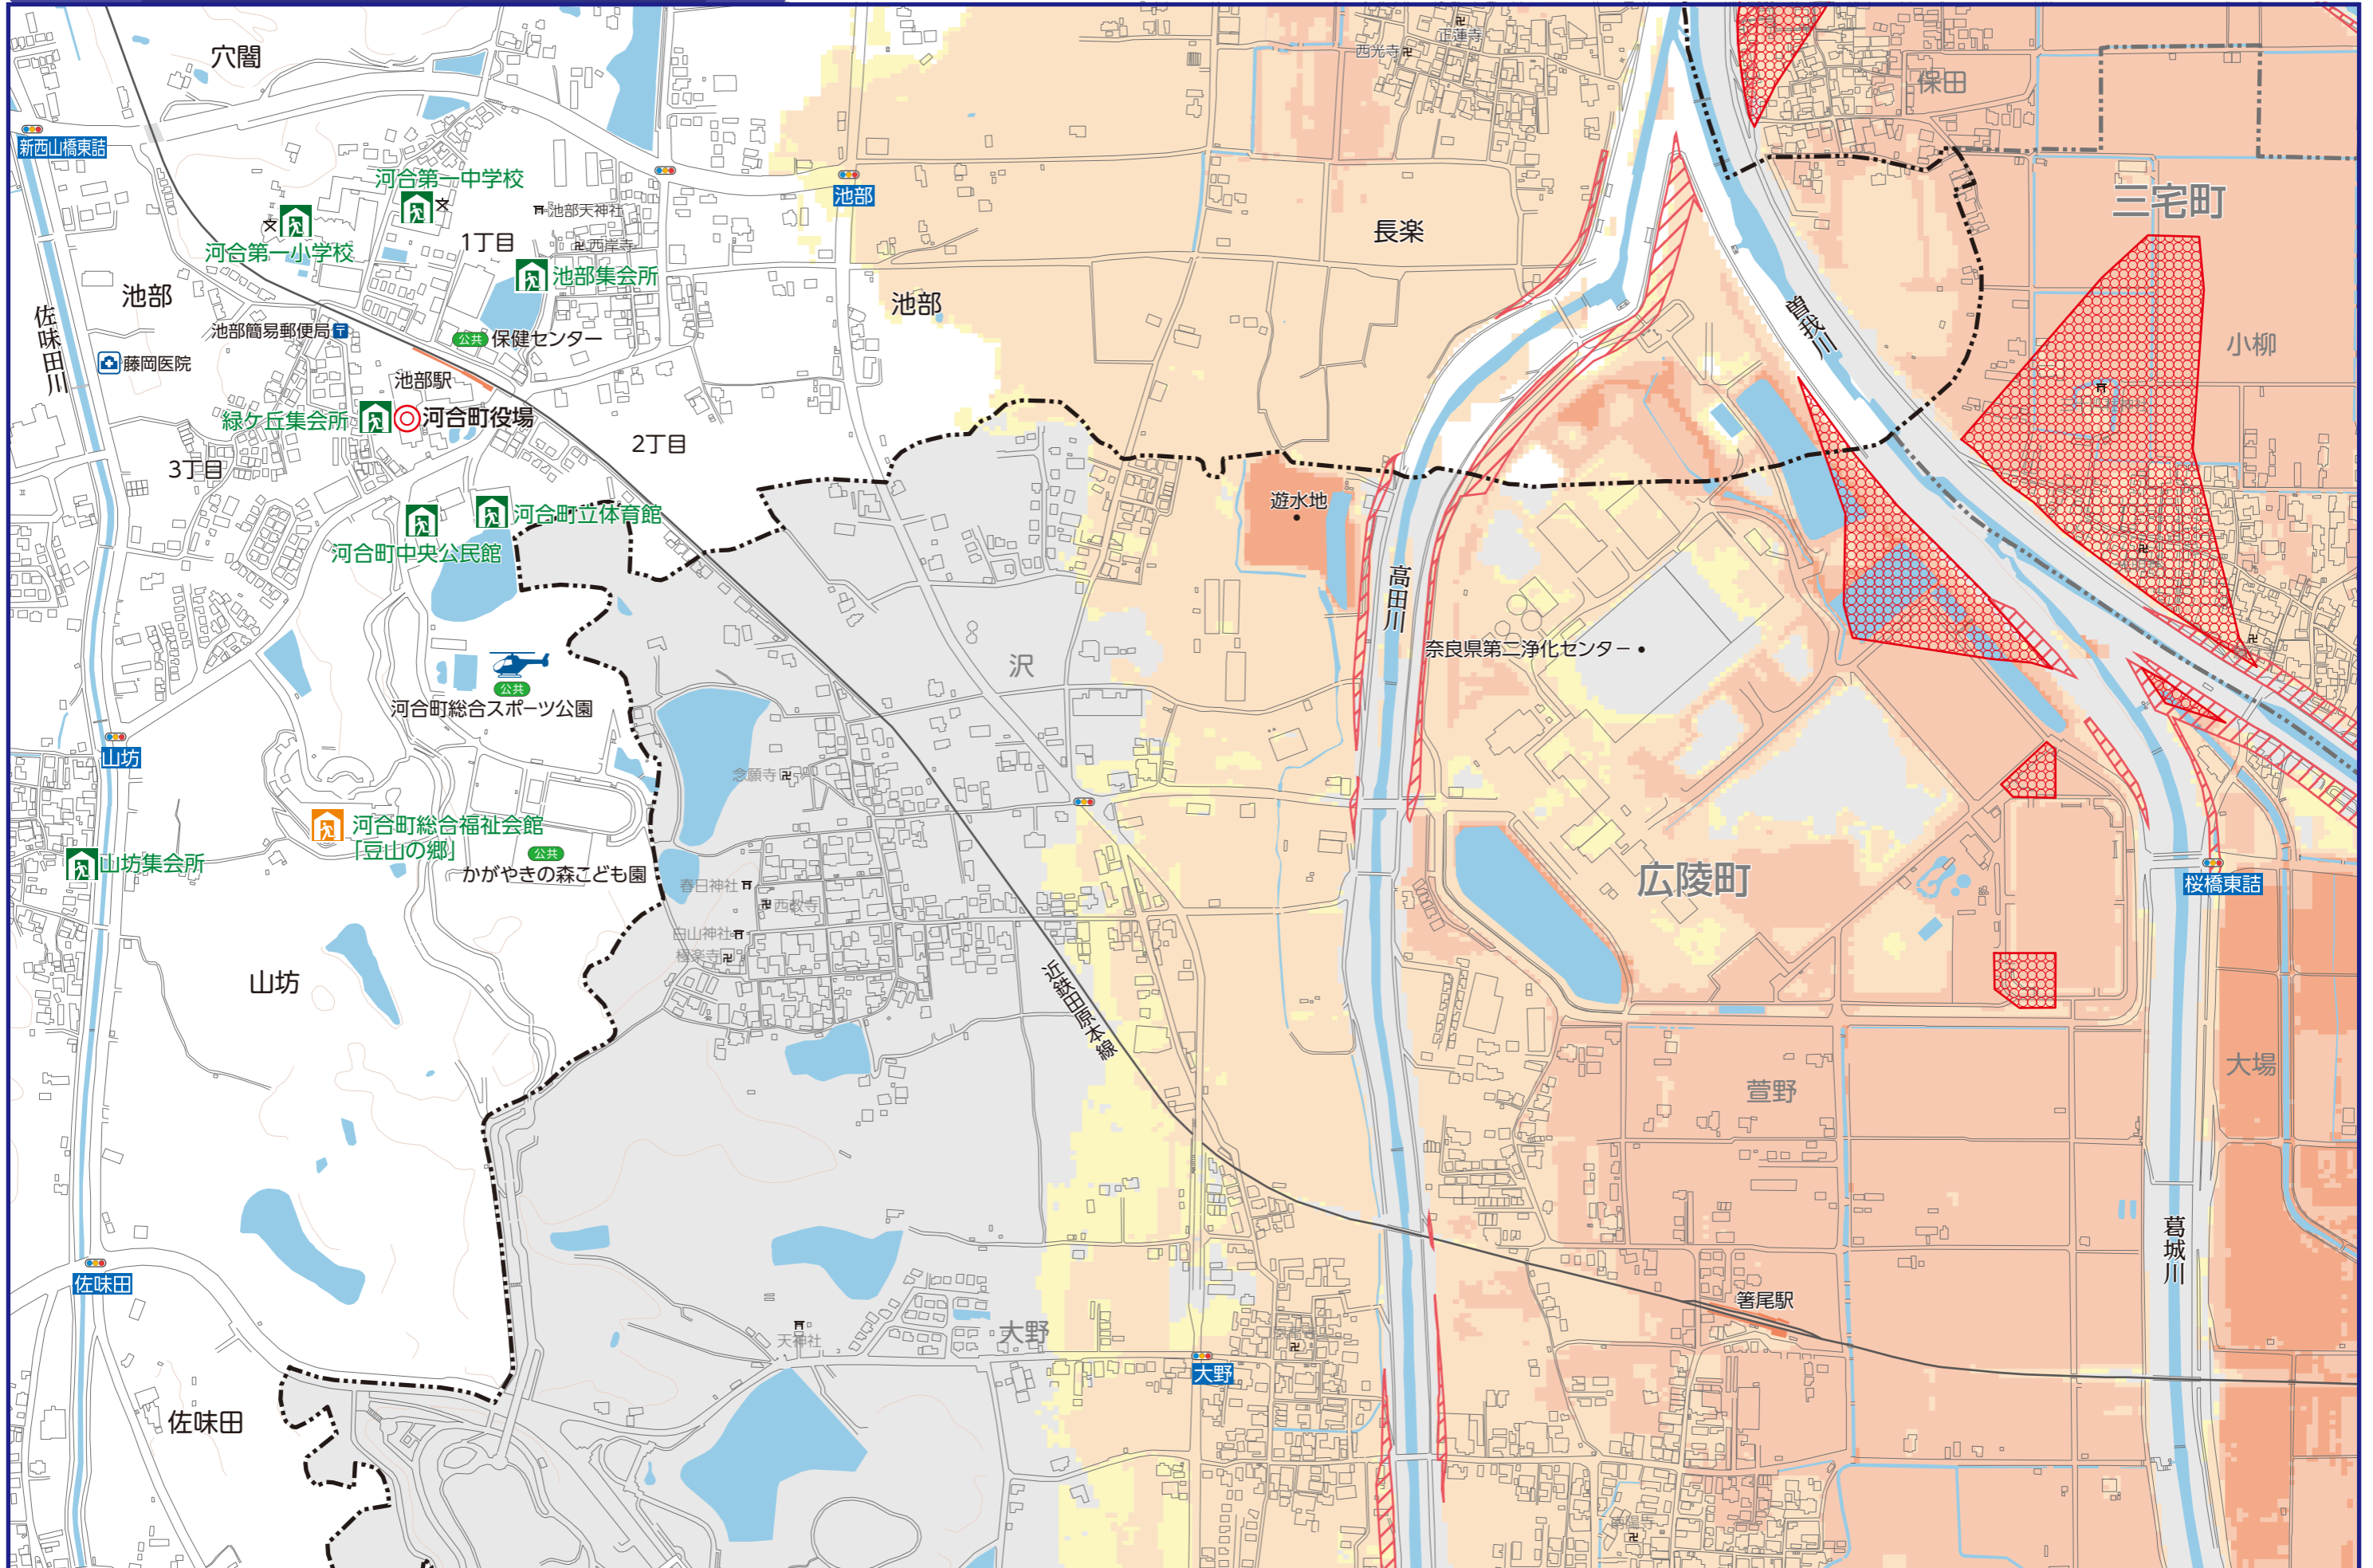 穴闇
新西山橋東詰
河合第一中学校
池部天神社
1丁目
西岸寺
河合第一小学校
池部集会所
池部
佐味田川
池部簡易郵便局
公共 保健センター
藤岡医院
池部駅
緑ケ丘集会所
河合町役場
2丁目
3丁目
河合町立体育館
河合町中央公民館
公共
河合町総合スポーツ公園
山坊
河合町総合福祉会館
「豆山の郷」
公共
かがやきの森こども園
山坊集会所
山坊
佐味田
佐味田
池部
池部
西光寺
正蓮寺
長楽
保田
三宅町
小柳
曽我川
遊水地
高田川
奈良県第二浄化センター
沢
念願寺
春日神社
西教寺
白山神社
極楽寺
近鉄田原本線
広陵町
桜橋東詰
大場
萱野
葛城川
箸尾駅
大野
天神社
大野